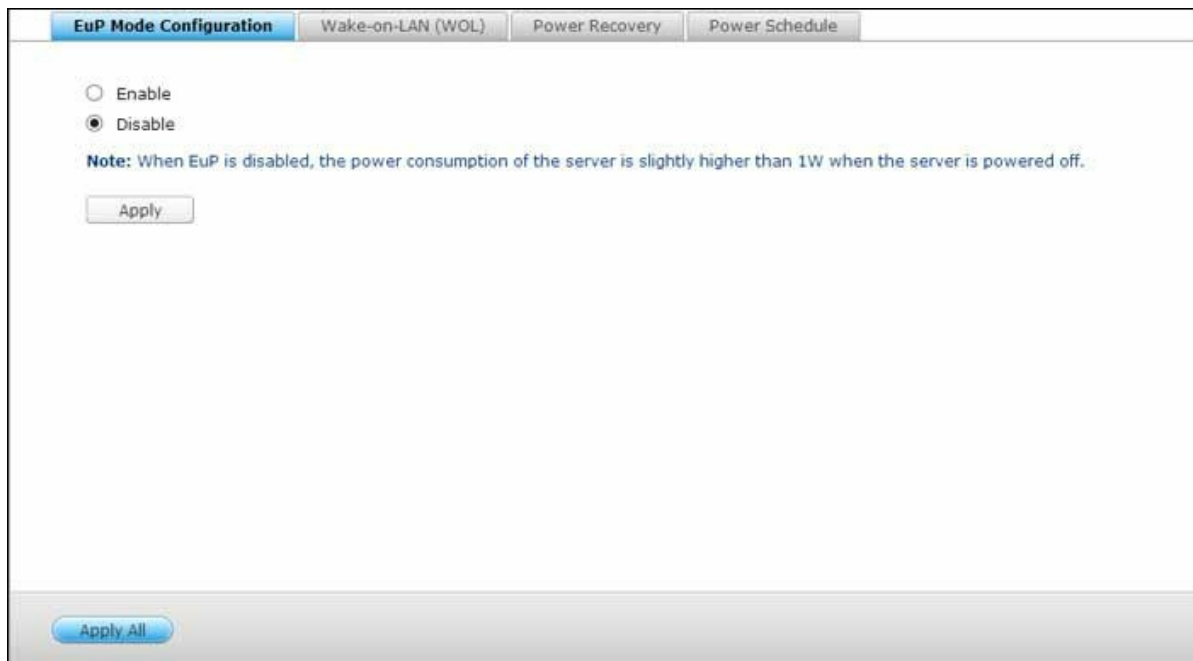 EuP Mode Configuration Wake-on-LAN (WOL) Power Recovery Power Schedule
Enable
Disable
Note: When EuP is disabled, the power consumption of the server is slightly higher than 1W when the server is powered off.
Apply
Apply All